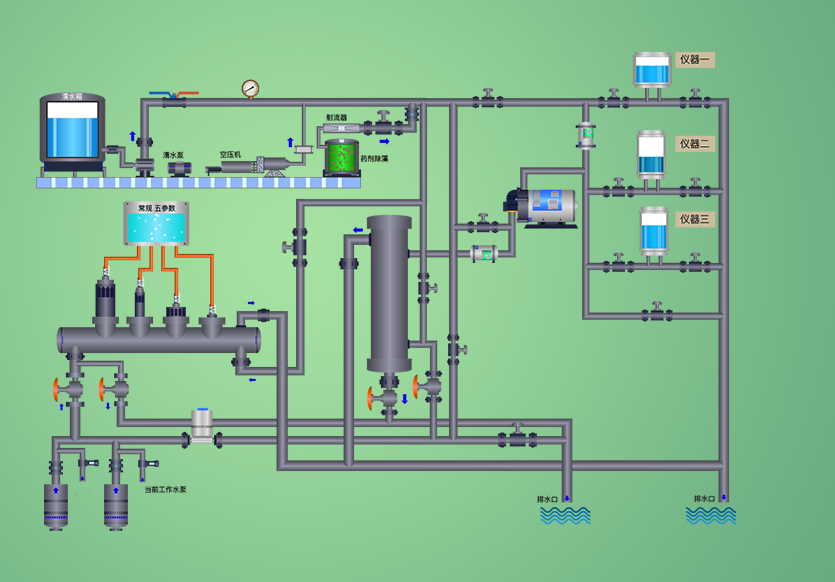 仪器一
清水箱
射流器
仪器二
清水泵
空压机
药剂除藻
常规 五参数
仪器三
当前工作水泵
排水口
排水口